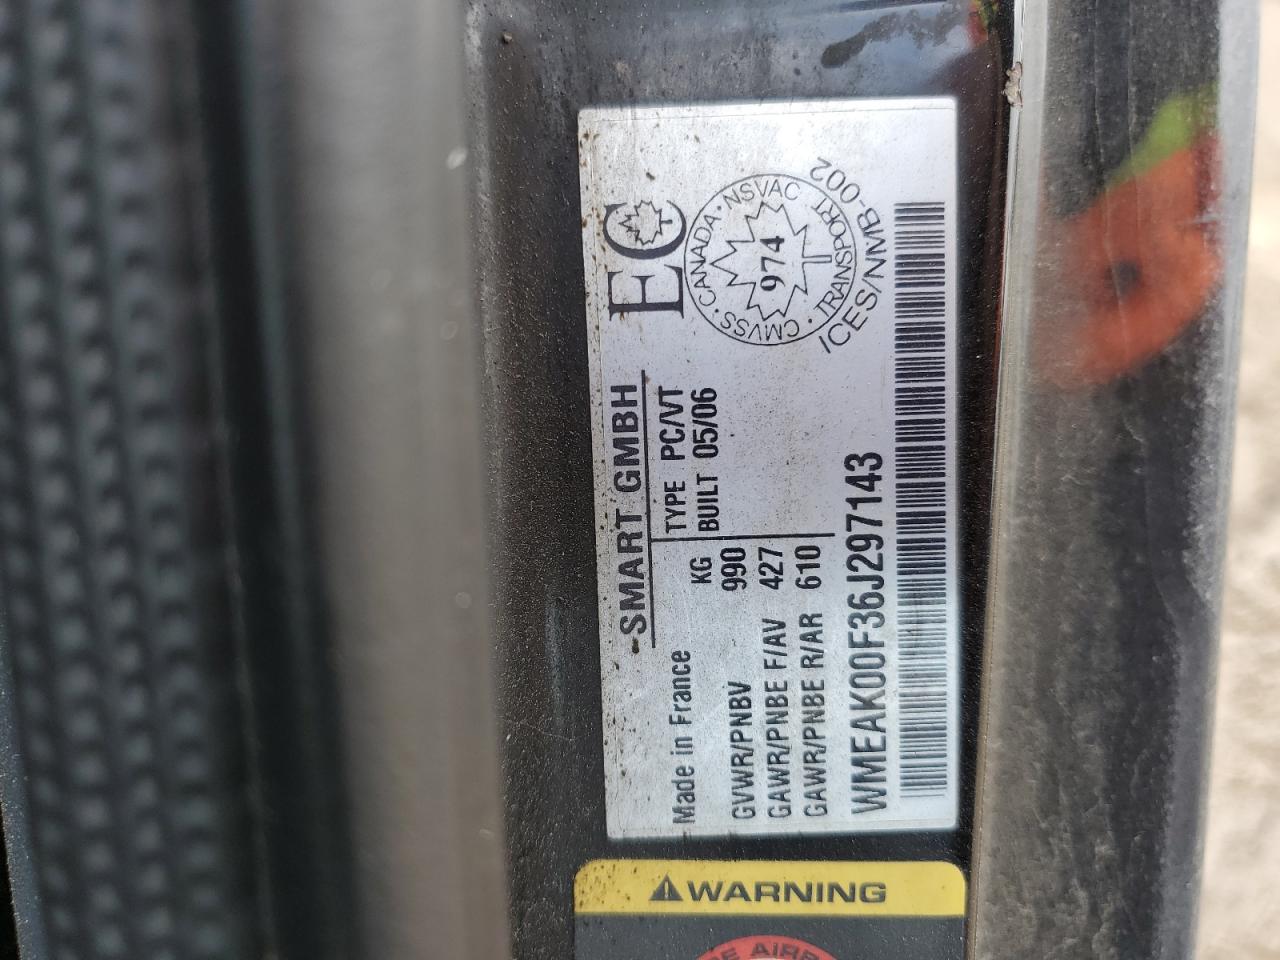 SMART GMBH
EC
Made in France
KG
TYPE PC/VT
GVWR/PNBV 990
BUILT 05/06
GAWR/PNBE F/AV 427
GAWR/PNBE R/AR 610
CMVSS · CANADA · NSVAC · TRANSPORT
974
ICES/NMB-002
WMEAK00F36J297143
WARNING